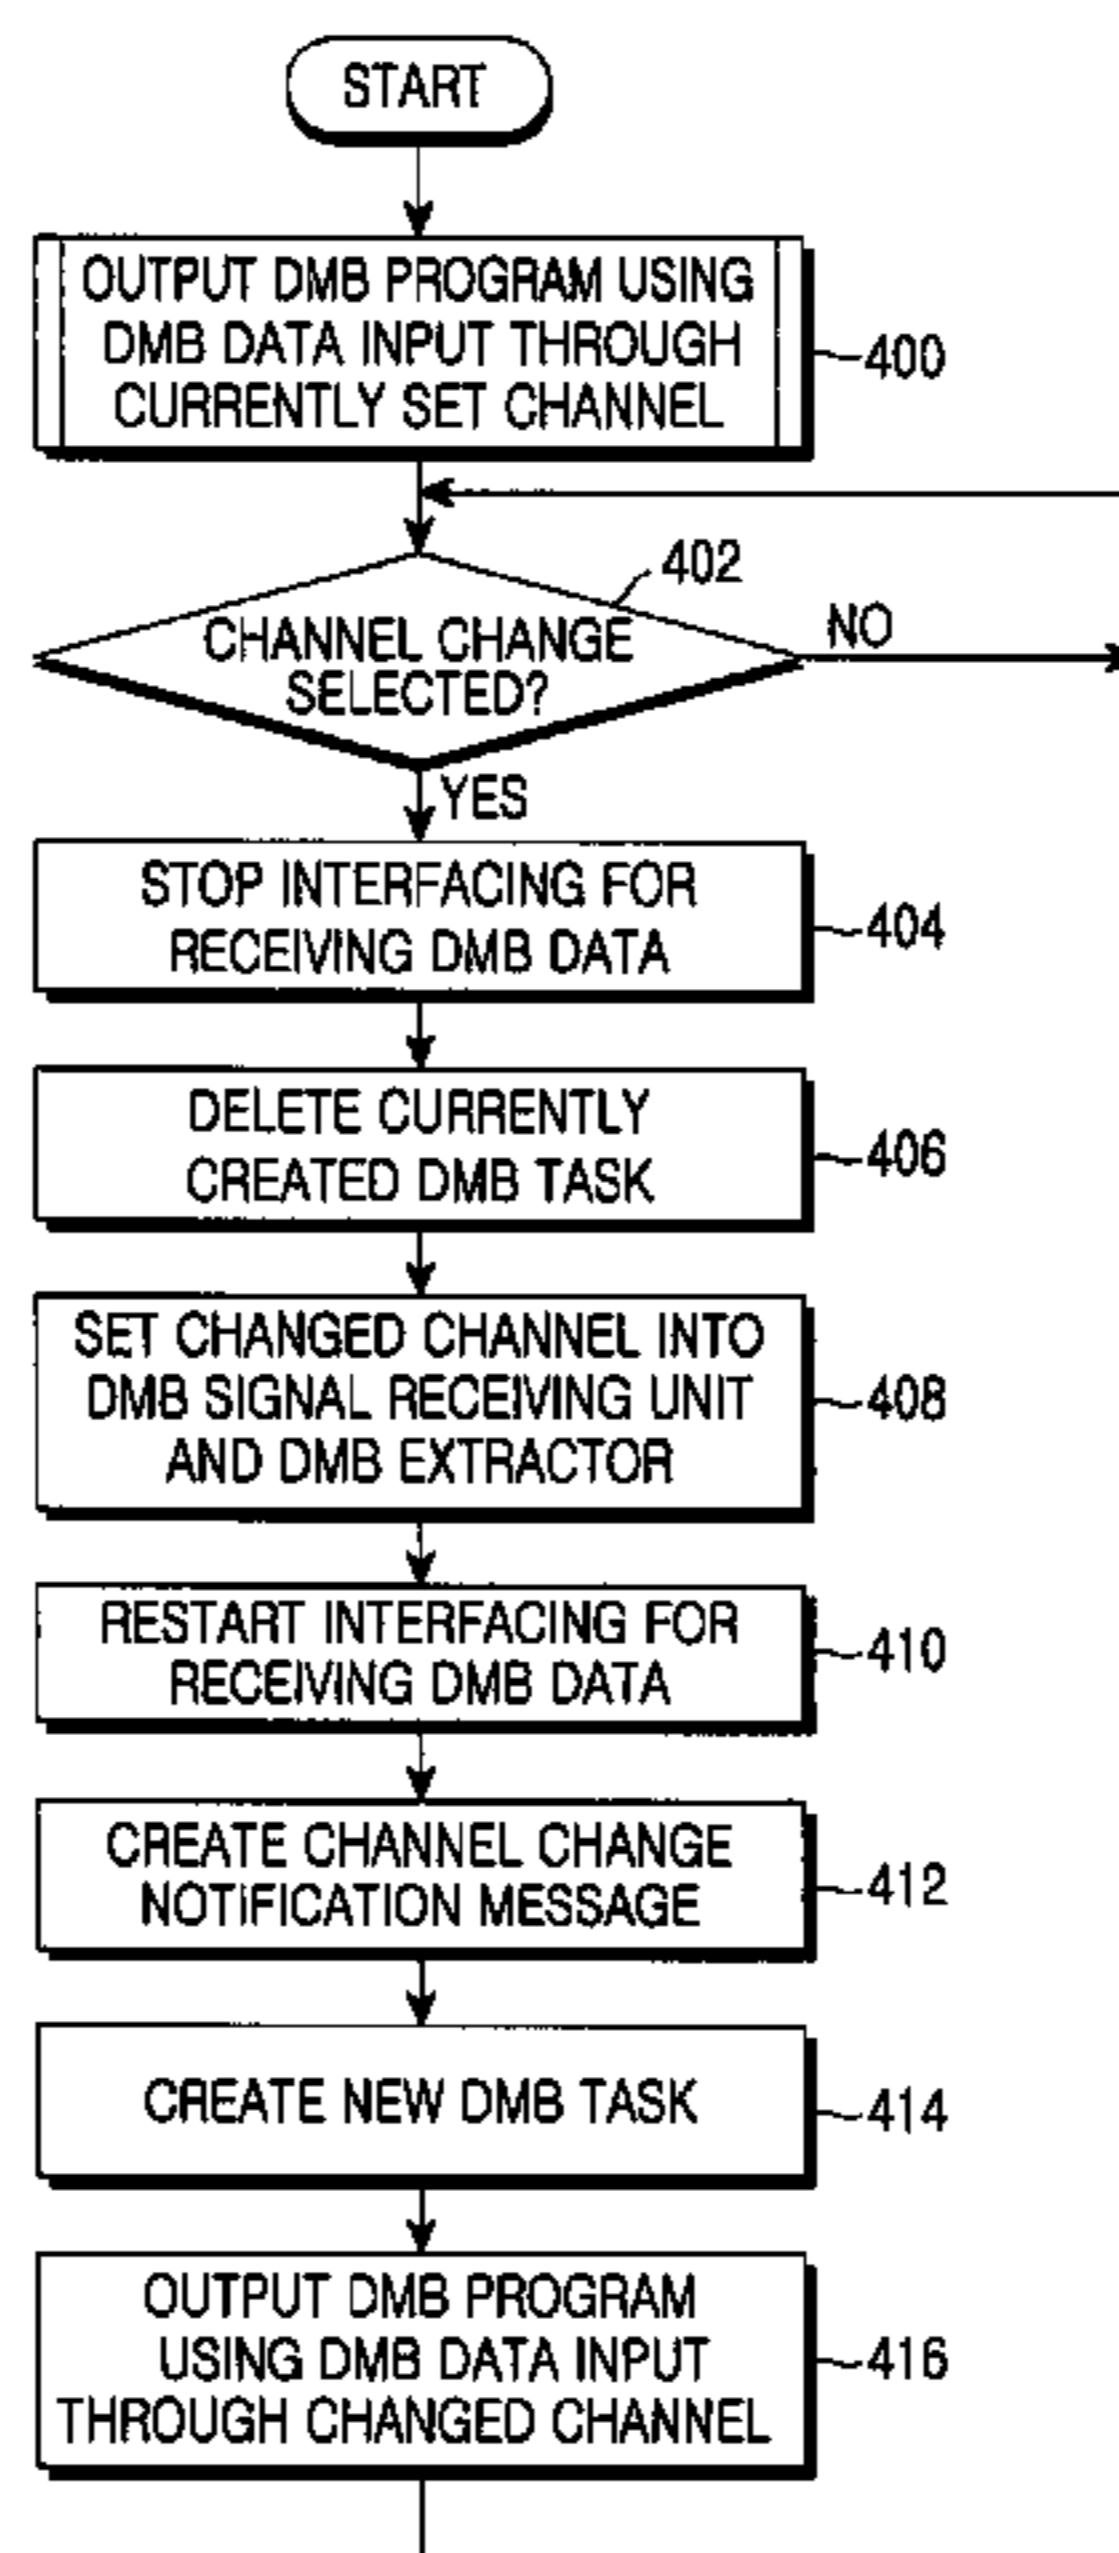 START
OUTPUT DMB PROGRAM USING
DMB DATA INPUT THROUGH
CURRENTLY SET CHANNEL
400
402
CHANNEL CHANGE
SELECTED?
NO
YES
STOP INTERFACING FOR
RECEIVING DMB DATA
404
DELETE CURRENTLY
CREATED DMB TASK
406
SET CHANGED CHANNEL INTO
DMB SIGNAL RECEIVING UNIT
AND DMB EXTRACTOR
408
RESTART INTERFACING FOR
RECEIVING DMB DATA
410
CREATE CHANNEL CHANGE
NOTIFICATION MESSAGE
412
CREATE NEW DMB TASK
414
OUTPUT DMB PROGRAM
USING DMB DATA INPUT
THROUGH CHANGED CHANNEL
416